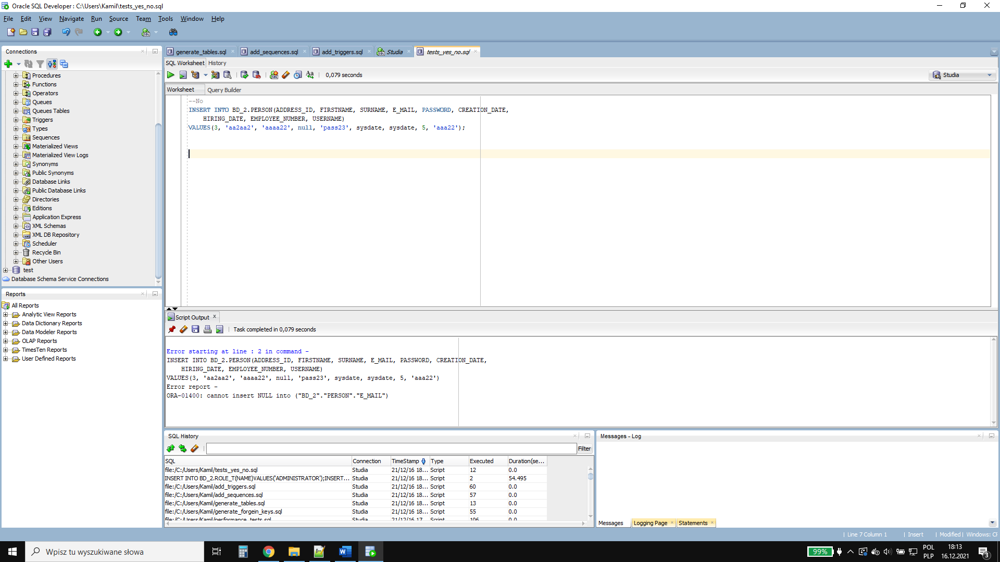 Oracle SQL Developer : C:\Users\Kamil\tests_yes_no.sql
File Edit View Navigate Run Source Team Tools Window Help
Connections
Procedures
Functions
Operators
Queues
Queues Tables
Triggers
Types
Sequences
Materialized Views
Materialized View Logs
Synonyms
Public Synonyms
Database Links
Public Database Links
Directories
Editions
Application Express
XML Schemas
XML DB Repository
Scheduler
Recycle Bin
Other Users
test
Database Schema Service Connections
Reports
All Reports
Analytic View Reports
Data Dictionary Reports
Data Modeler Reports
OLAP Reports
TimesTen Reports
User Defined Reports
generate_tables.sql add_sequences.sql add_triggers.sql Studia tests_yes_no.sql
SQL Worksheet History
0,079 seconds
Studia
Worksheet Query Builder
--No
INSERT INTO BD_2.PERSON(ADDRESS_ID, FIRSTNAME, SURNAME, E_MAIL, PASSWORD, CREATION_DATE,
HIRING_DATE, EMPLOYEE_NUMBER, USERNAME)
VALUES(3, 'aa2aa2', 'aaaa22', null, 'pass23', sysdate, sysdate, 5, 'aaa22');
Script Output
Task completed in 0,079 seconds
Error starting at line : 2 in command -
INSERT INTO BD_2.PERSON(ADDRESS_ID, FIRSTNAME, SURNAME, E_MAIL, PASSWORD, CREATION_DATE,
HIRING_DATE, EMPLOYEE_NUMBER, USERNAME)
VALUES(3, 'aa2aa2', 'aaaa22', null, 'pass23', sysdate, sysdate, 5, 'aaa22')
Error report -
ORA-01400: cannot insert NULL into ("BD_2"."PERSON"."E_MAIL")
SQL History
Filter
SQL Connection TimeStamp Type Executed Duration(se...
file:/C:/Users/Kamil/tests_yes_no.sql Studia 21/12/16 18... Script 12 0.0
INSERT INTO BD_2.ROLE_T(NAME)VALUES('ADMINISTRATOR');INSERT... Studia 21/12/16 18... Script 2 54.495
file:/C:/Users/Kamil/add_triggers.sql Studia 21/12/16 18... Script 60 0.0
file:/C:/Users/Kamil/add_sequences.sql Studia 21/12/16 18... Script 57 0.0
file:/C:/Users/Kamil/generate_tables.sql Studia 21/12/16 18... Script 13 0.0
file:/C:/Users/Kamil/generate_forgein_keys.sql Studia 21/12/16 18... Script 55 0.0
file:/C:/Users/Kamil/performance_tests.sql Studia 21/12/16 17... Script 106 0.0
Messages - Log
Messages Logging Page Statements
Line 7 Column 1 | Insert | Modified | Windows: CF
Wpisz tu wyszukiwane słowa
99%
POL
PLP
18:13
16.12.2021
3